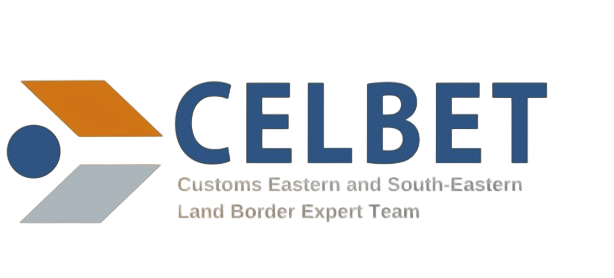 CELBET
Customs Eastern and South-Eastern
Land Border Expert Team